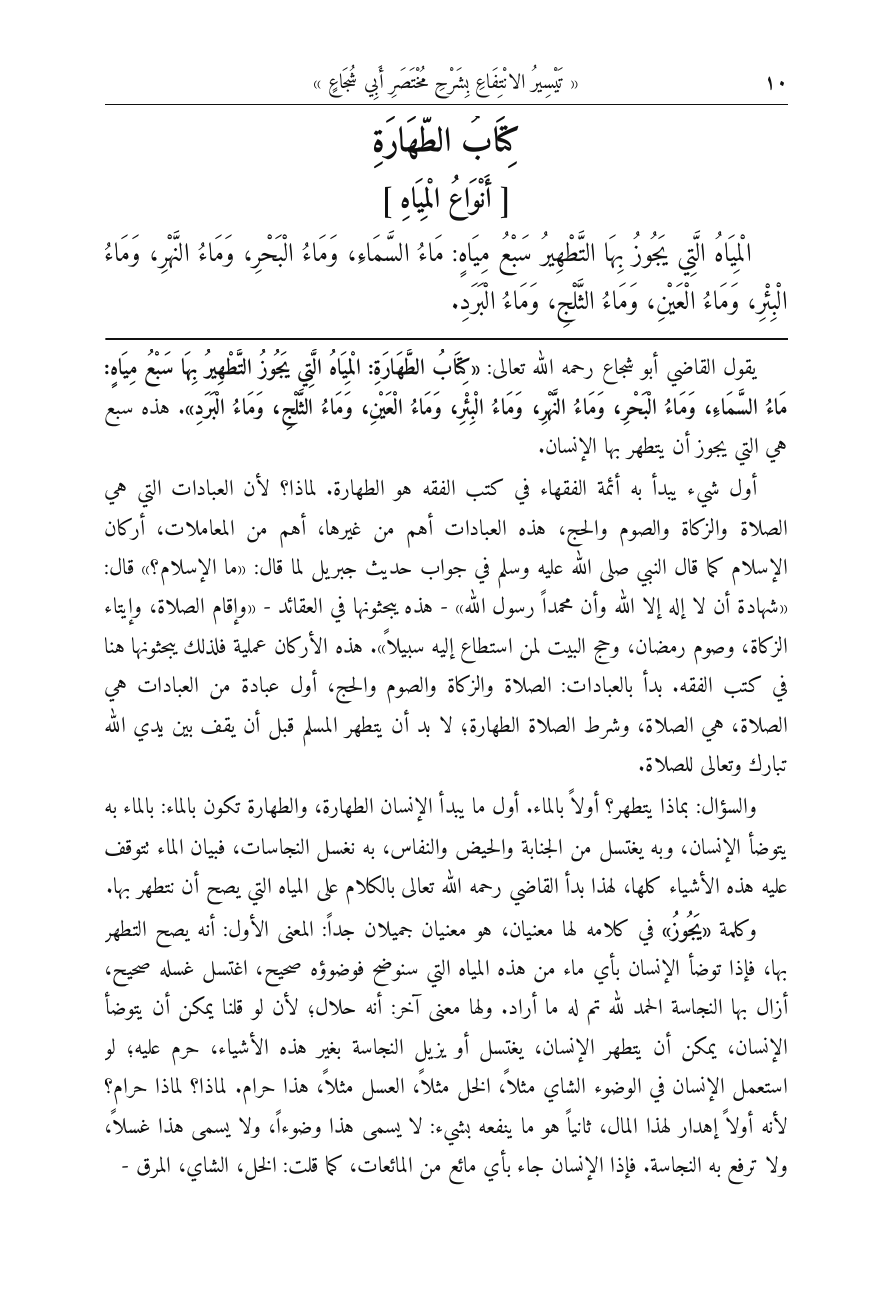 ١٠
« تَيْسِيرُ الانْتِفَاعِ بِشَرْحِ مُخْتَصَرِ أَبِي شُجَاعٍ »
كِتَابُ الطَّهَارَةِ
[ أَنْوَاعُ الْمِيَاهِ ]
الْمِيَاهُ الَّتِي يَجُوزُ بِهَا التَّطْهِيرُ سَبْعُ مِيَاهٍ: مَاءُ السَّمَاءِ، وَمَاءُ الْبَحْرِ، وَمَاءُ النَّهْرِ، وَمَاءُ
الْبِئْرِ، وَمَاءُ الْعَيْنِ، وَمَاءُ الثَّلْجِ، وَمَاءُ الْبَرَدِ.
يقول القاضي أبو شجاع رحمه الله تعالى: «كِتَابُ الطَّهَارَةِ: الْمِيَاهُ الَّتِي يَجُوزُ التَّطْهِيرُ بِهَا سَبْعُ مِيَاهٍ:
مَاءُ السَّمَاءِ، وَمَاءُ الْبَحْرِ، وَمَاءُ النَّهْرِ، وَمَاءُ الْبِئْرِ، وَمَاءُ الْعَيْنِ، وَمَاءُ الثَّلْجِ، وَمَاءُ الْبَرَدِ». هذه سبع
هي التي يجوز أن يتطهر بها الإنسان.
أول شيء يبدأ به أئمة الفقهاء في كتب الفقه هو الطهارة. لماذا؟ لأن العبادات التي هي
الصلاة والزكاة والصوم والحج، هذه العبادات أهم من غيرها، أهم من المعاملات، أركان
الإسلام كما قال النبي صلى الله عليه وسلم في جواب حديث جبريل لما قال: «ما الإسلام؟» قال:
«شهادة أن لا إله إلا الله وأن محمداً رسول الله» - هذه يبحثونها في العقائد - «وإقام الصلاة، وإيتاء
الزكاة، وصوم رمضان، وحج البيت لمن استطاع إليه سبيلاً». هذه الأركان عملية فلذلك يبحثونها هنا
في كتب الفقه. بدأ بالعبادات: الصلاة والزكاة والصوم والحج، أول عبادة من العبادات هي
الصلاة، هي الصلاة، وشرط الصلاة الطهارة؛ لا بد أن يتطهر المسلم قبل أن يقف بين يدي الله
تبارك وتعالى للصلاة.
والسؤال: بماذا يتطهر؟ أولاً بالماء. أول ما يبدأ الإنسان الطهارة، والطهارة تكون بالماء: بالماء به
يتوضأ الإنسان، وبه يغتسل من الجنابة والحيض والنفاس، به نغسل النجاسات، فبيان الماء نتوقف
عليه هذه الأشياء كلها، لهذا بدأ القاضي رحمه الله تعالى بالكلام على المياه التي يصح أن نتطهر بها.
وكلمة «يَجُوزُ» في كلامه لها معنيان، هو معنيان جميلان جداً: المعنى الأول: أنه يصح التطهر
بها، فإذا توضأ الإنسان بأي ماء من هذه المياه التي سنوضح فوضوؤه صحيح، اغتسل غسله صحيح،
أزال بها النجاسة الحمد لله تم له ما أراد. ولها معنى آخر: أنه حلال؛ لأن لو قلنا يمكن أن يتوضأ
الإنسان، يمكن أن يتطهر الإنسان، يغتسل أو يزيل النجاسة بغير هذه الأشياء، حرم عليه؛ لو
استعمل الإنسان في الوضوء الشاي مثلاً، الخل مثلاً، العسل مثلاً، هذا حرام. لماذا؟ لماذا حرام؟
لأنه أولاً إهدار لهذا المال، ثانياً هو ما ينفعه بشيء: لا يسمى هذا وضوءاً، ولا يسمى هذا غسلاً،
ولا ترفع به النجاسة. فإذا الإنسان جاء بأي مائع من المائعات، كما قلت: الخل، الشاي، المرق -